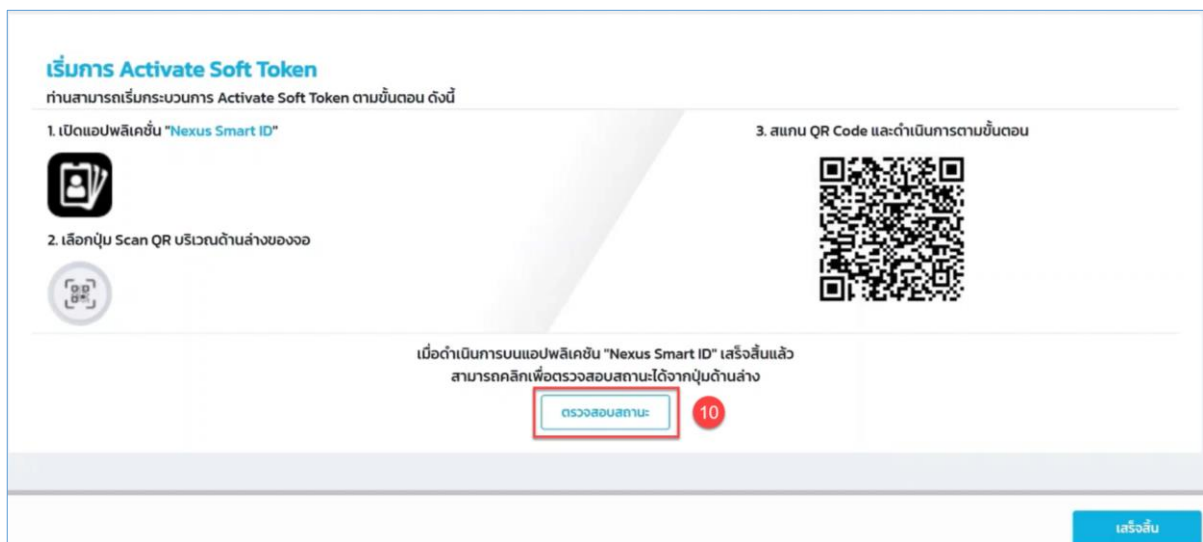 เริ่มการ Activate Soft Token
ท่านสามารถเริ่มกระบวนการ Activate Soft Token ตามขั้นตอน ดังนี้
1. เปิดแอปพลิเคชั่น "Nexus Smart ID"
2. เลือกปุ่ม Scan QR บริเวณด้านล่างของจอ
3. สแกน QR Code และดำเนินการตามขั้นตอน
เมื่อดำเนินการบนแอปพลิเคชัน "Nexus Smart ID" เสร็จสิ้นแล้ว
สามารถคลิกเพื่อตรวจสอบสถานะได้จากปุ่มด้านล่าง
ตรวจสอบสถานะ
10
เสร็จสิ้น